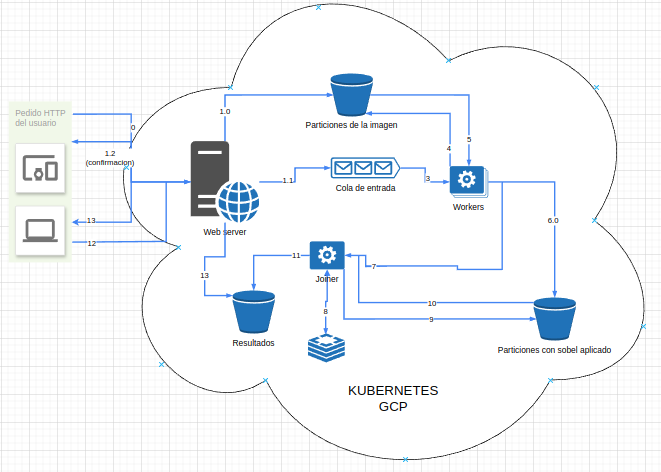 Pedido HTTP
del usuario
0
1.2
(confirmacion)
13
12
1.0
Particiones de la imagen
1.1
Cola de entrada
3
4
5
Workers
6.0
Web server
13
11
Joiner
7
8
10
9
Resultados
Particiones con sobel aplicado
KUBERNETES
GCP